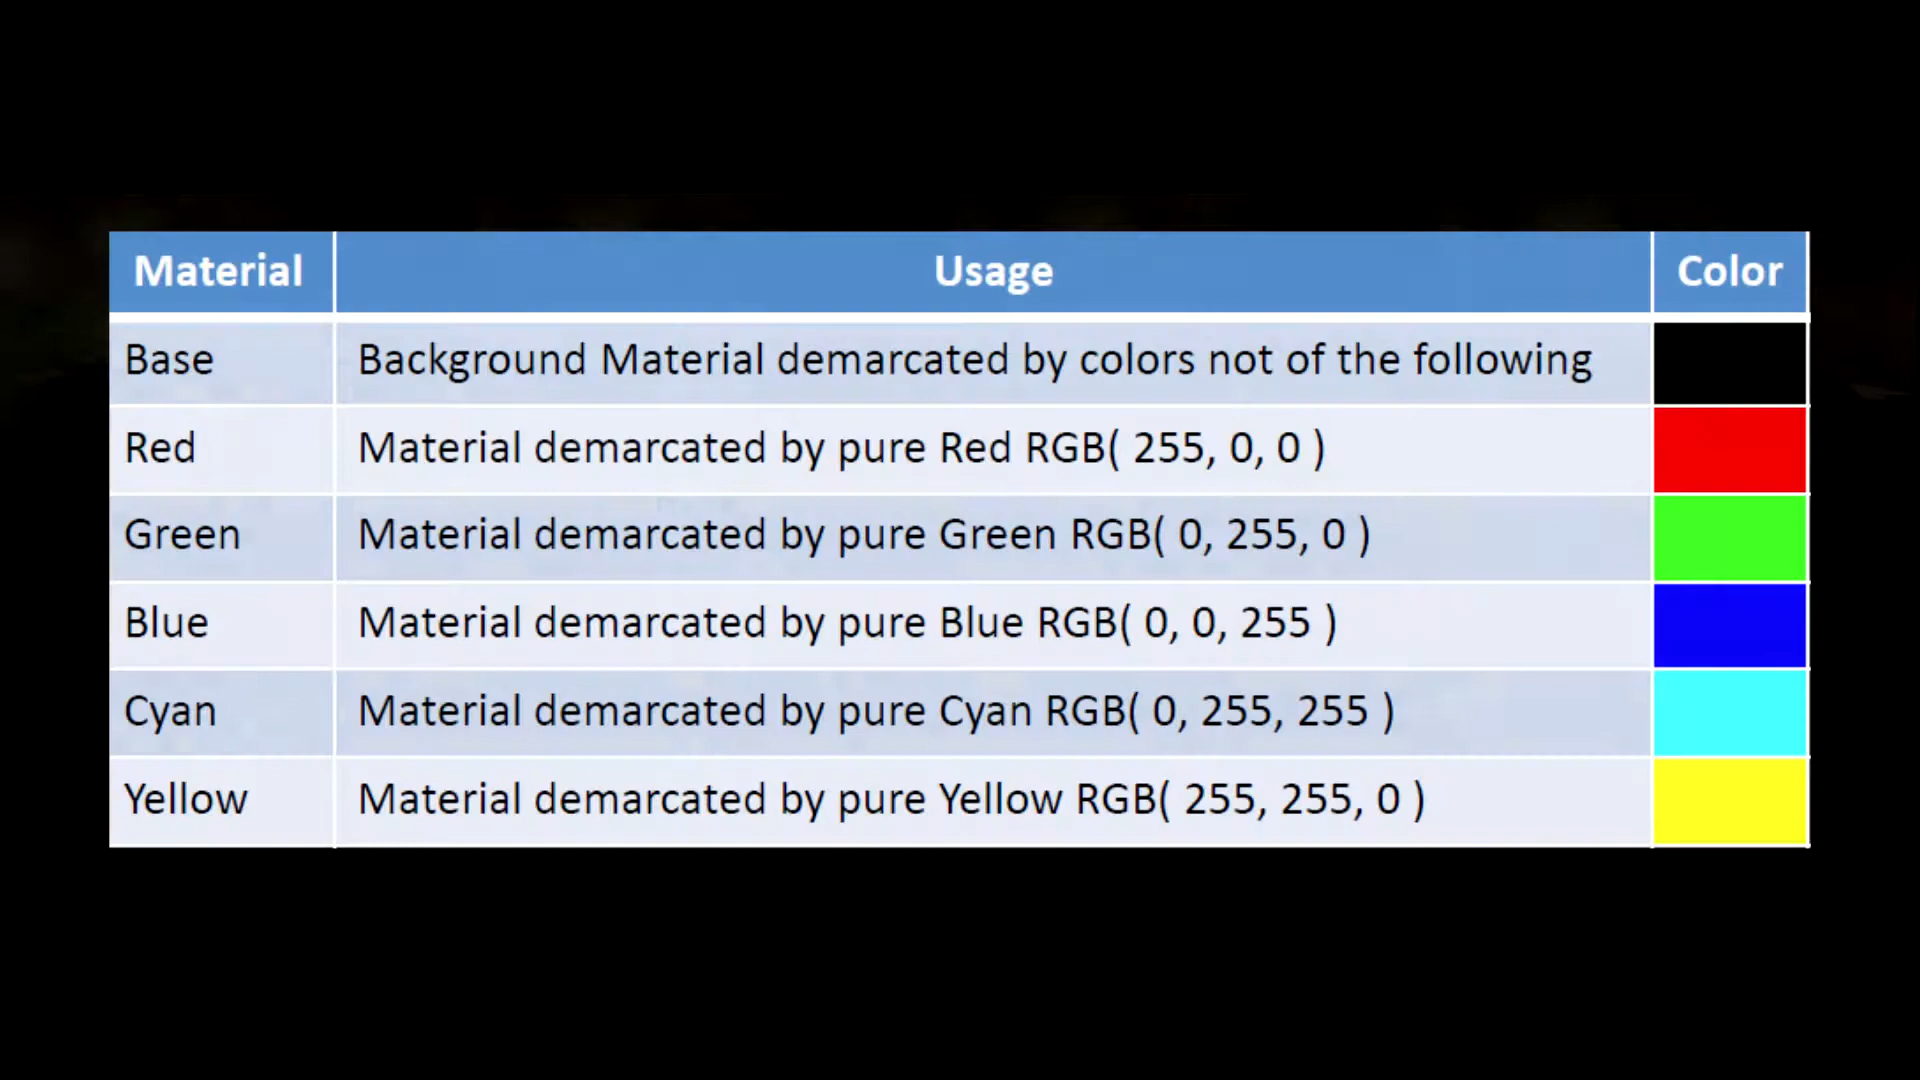 Material Usage Color
Base Background Material demarcated by colors not of the following
Red Material demarcated by pure Red RGB( 255, 0, 0 )
Green Material demarcated by pure Green RGB( 0, 255, 0 )
Blue Material demarcated by pure Blue RGB( 0, 0, 255 )
Cyan Material demarcated by pure Cyan RGB( 0, 255, 255 )
Yellow Material demarcated by pure Yellow RGB( 255, 255, 0 )